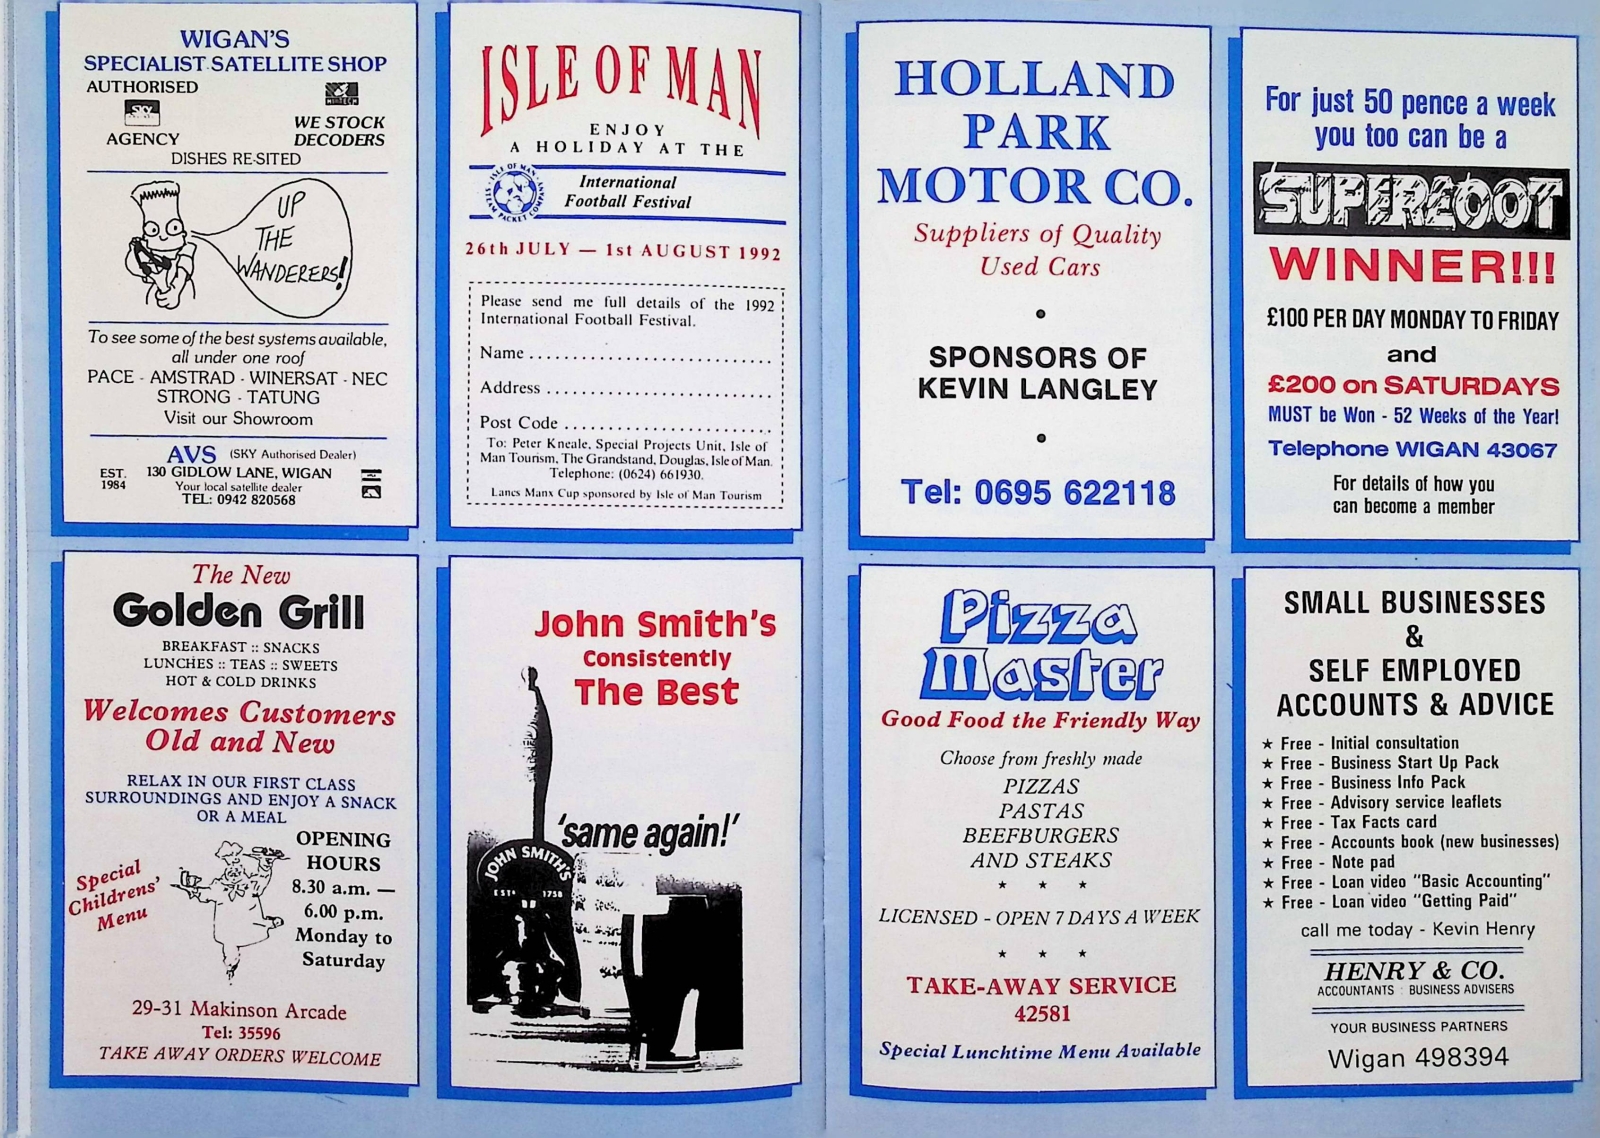 WIGAN'S
SPECIALIST SATELLITE SHOP
AUTHORISED
SKY
AGENCY
WE STOCK
DECODERS
DISHES RE-SITED
UP
THE
WANDERERS!
To see some of the best systems available,
all under one roof
PACE - AMSTRAD - WINERSAT - NEC
STRONG - TATUNG
Visit our Showroom
AVS (SKY Authorised Dealer)
EST.
1984
130 GIDLOW LANE, WIGAN
Your local satellite dealer
TEL: 0942 820568
ISLE OF MAN
ENJOY
A HOLIDAY AT THE
ISLE OF MAN
STEAM PACKET COMPANY
International
Football Festival
26th JULY — 1st AUGUST 1992
Please send me full details of the 1992
International Football Festival.
Name ..............................
Address ............................
Post Code ..........................
To: Peter Kneale, Special Projects Unit, Isle of
Man Tourism, The Grandstand, Douglas, Isle of Man.
Telephone: (0624) 661930.
Lancs Manx Cup sponsored by Isle of Man Tourism
HOLLAND
PARK
MOTOR CO.
Suppliers of Quality
Used Cars
•
SPONSORS OF
KEVIN LANGLEY
•
Tel: 0695 622118
For just 50 pence a week
you too can be a
SUPERLOOT
WINNER!!!
£100 PER DAY MONDAY TO FRIDAY
and
£200 on SATURDAYS
MUST be Won - 52 Weeks of the Year!
Telephone WIGAN 43067
For details of how you
can become a member
The New
Golden Grill
BREAKFAST :: SNACKS
LUNCHES :: TEAS :: SWEETS
HOT & COLD DRINKS
Welcomes Customers
Old and New
RELAX IN OUR FIRST CLASS
SURROUNDINGS AND ENJOY A SNACK
OR A MEAL
Special
Childrens'
Menu
OPENING
HOURS
8.30 a.m. —
6.00 p.m.
Monday to
Saturday
29-31 Makinson Arcade
Tel: 35596
TAKE AWAY ORDERS WELCOME
John Smith's
Consistently
The Best
'same again!'
JOHN SMITH'S
ESTD 1758
Pizza
Master
Good Food the Friendly Way
Choose from freshly made
PIZZAS
PASTAS
BEEFBURGERS
AND STEAKS
★ ★ ★
LICENSED - OPEN 7 DAYS A WEEK
★ ★ ★
TAKE-AWAY SERVICE
42581
Special Lunchtime Menu Available
SMALL BUSINESSES
&
SELF EMPLOYED
ACCOUNTS & ADVICE
★ Free - Initial consultation
★ Free - Business Start Up Pack
★ Free - Business Info Pack
★ Free - Advisory service leaflets
★ Free - Tax Facts card
★ Free - Accounts book (new businesses)
★ Free - Note pad
★ Free - Loan video "Basic Accounting"
★ Free - Loan video "Getting Paid"
call me today - Kevin Henry
HENRY & CO.
ACCOUNTANTS : BUSINESS ADVISERS
YOUR BUSINESS PARTNERS
Wigan 498394